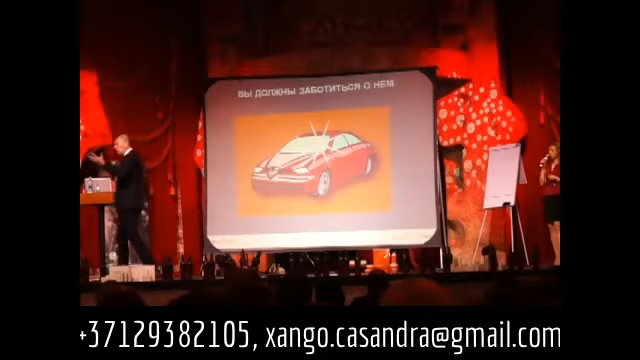 ВЫ ДОЛЖНЫ ЗАБОТИТЬСЯ О НЕМ
+37129382105, xango.casandra@gmail.com